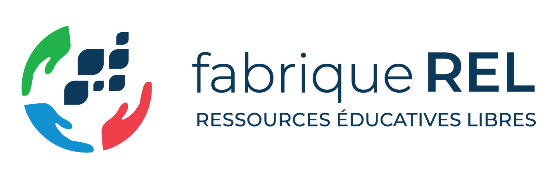 fabrique REL
RESSOURCES ÉDUCATIVES LIBRES